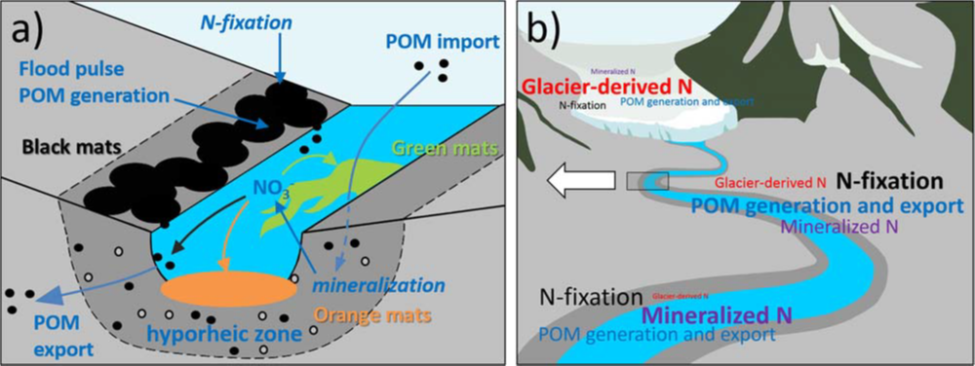 a)
N-fixation
POM import
Flood pulse
POM generation
Black mats
Green mats
NO3-
mineralization
Orange mats
POM
export
hyporheic zone
b)
Mineralized N
Glacier-derived N
N-fixation
POM generation and export
Glacier-derived N
N-fixation
POM generation and export
Mineralized N
N-fixation
Glacier-derived N
Mineralized N
POM generation and export